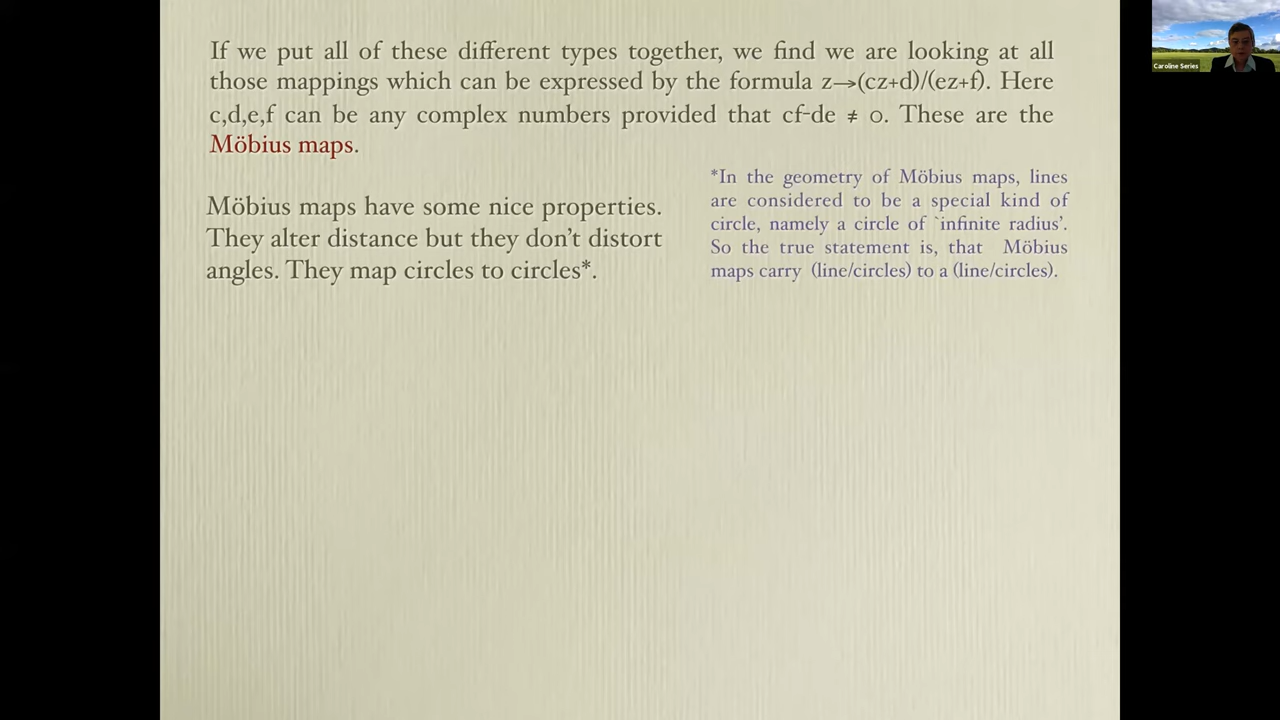 If we put all of these different types together, we find we are looking at all
those mappings which can be expressed by the formula z→(cz+d)/(ez+f). Here
c,d,e,f can be any complex numbers provided that cf-de ≠ 0. These are the
Möbius maps.
Möbius maps have some nice properties.
They alter distance but they don’t distort
angles. They map circles to circles*.
*In the geometry of Möbius maps, lines
are considered to be a special kind of
circle, namely a circle of `infinite radius’.
So the true statement is, that Möbius
maps carry (line/circles) to a (line/circles).
Caroline Series